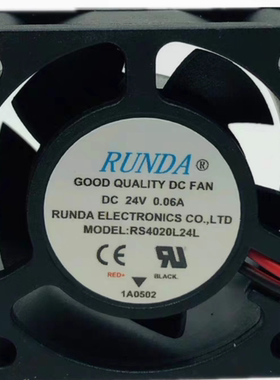 RUNDA®
GOOD QUALITY DC FAN
DC 24V 0.06A
RUNDA ELECTRONICS CO.,LTD
MODEL:RS4020L24L
CE RU
RED+ BLACK.
1A0502